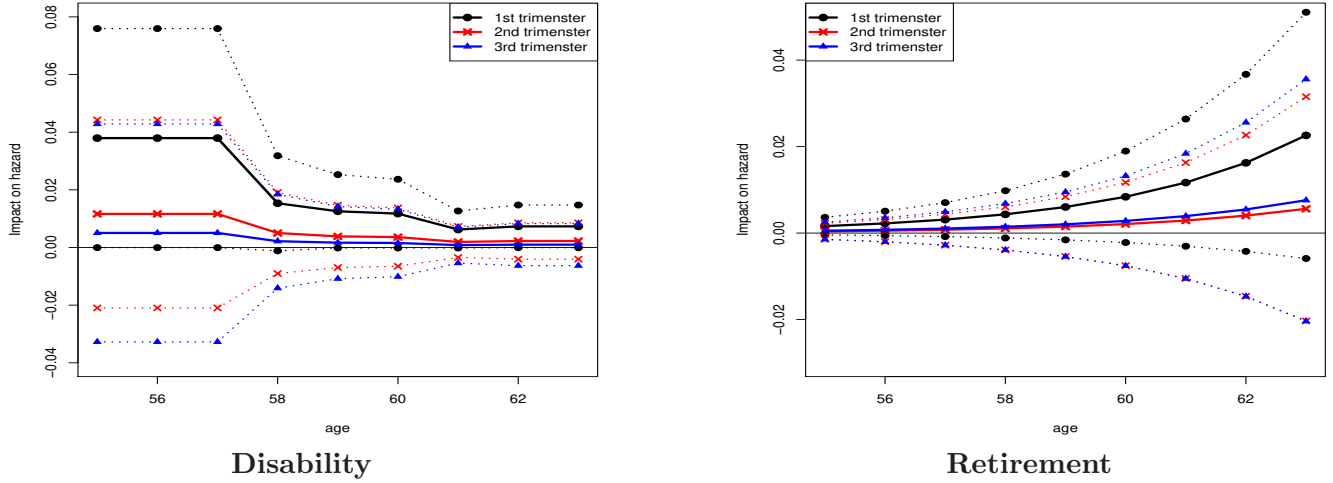 Impact on hazard
0.08
0.06
0.04
0.02
0.00
−0.02
−0.04
1st trimenster
2nd trimenster
3rd trimenster
56 58 60 62
age
Disability
Impact on hazard
0.04
0.02
0.00
−0.02
1st trimenster
2nd trimenster
3rd trimenster
56 58 60 62
age
Retirement